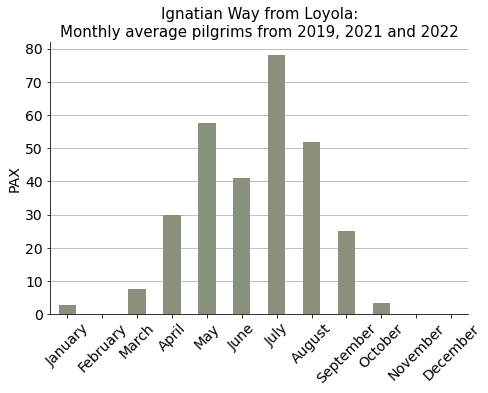 Ignatian Way from Loyola:
Monthly average pilgrims from 2019, 2021 and 2022
80
70
60
50
40
30
20
10
0
PAX
January
February
March
April
May
June
July
August
September
October
November
December